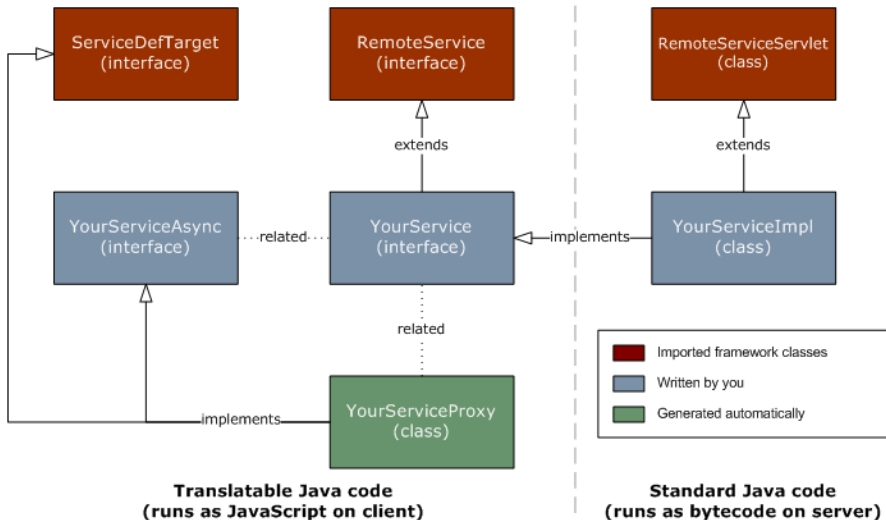 ServiceDefTarget
(interface)
RemoteService
(interface)
RemoteServiceServlet
(class)
extends
extends
YourServiceAsync
(interface)
related
YourService
(interface)
implements
YourServiceImpl
(class)
related
Imported framework classes
Written by you
Generated automatically
YourServiceProxy
(class)
implements
Translatable Java code
(runs as JavaScript on client)
Standard Java code
(runs as bytecode on server)